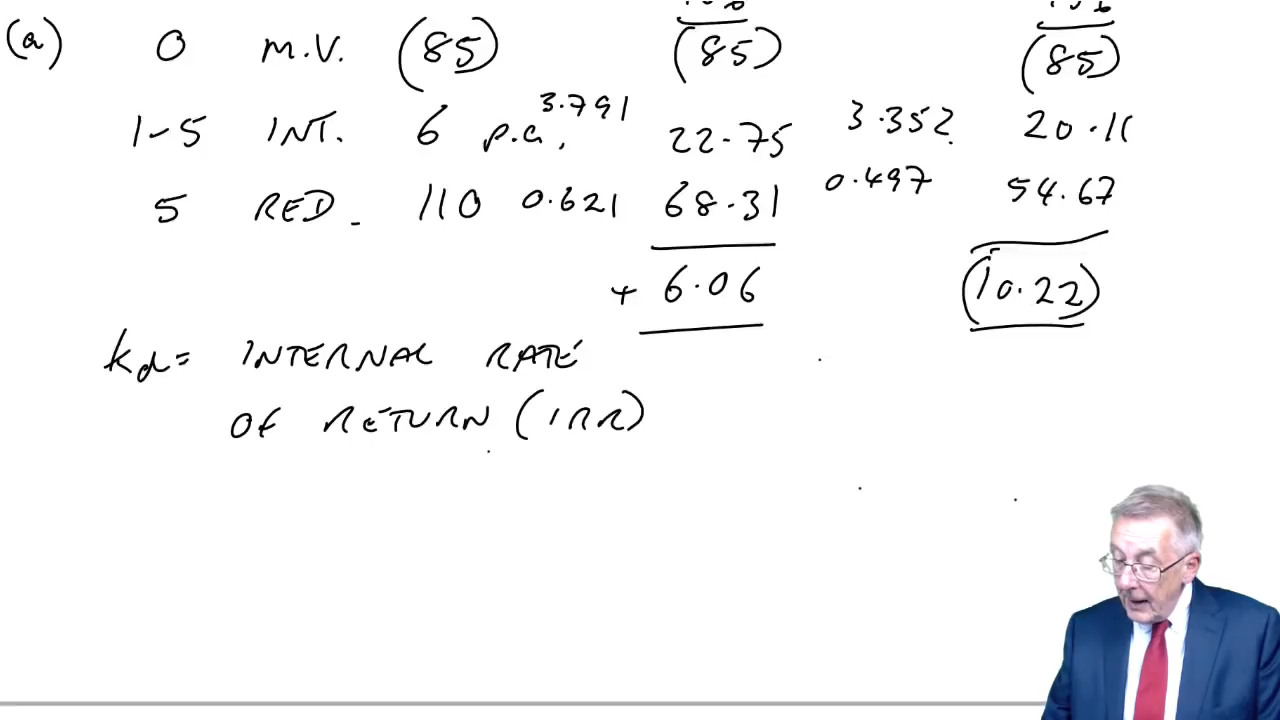 (a) 0 M.V. (85) (85) (85)
1-5 INT. 6 p.a. 3.791 22.75 3.352 20.11
5 RED. 110 0.621 68.31 0.497 54.67
+ 6.06 (10.22)
kd = INTERNAL RATE
OF RETURN (IRR)